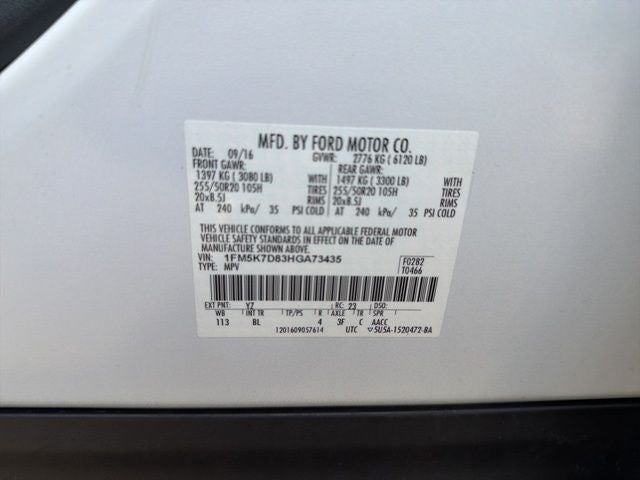 MFD. BY FORD MOTOR CO.
DATE: 09/16 GVWR: 2776 KG ( 6120 LB)
FRONT GAWR: REAR GAWR:
1397 KG ( 3080 LB) WITH 1497 KG ( 3300 LB) WITH
255/50R20 105H TIRES 255/50R20 105H TIRES
20x8.5J RIMS 20x8.5J RIMS
AT 240 kPa/ 35 PSI COLD AT 240 kPa/ 35 PSI COLD
THIS VEHICLE CONFORMS TO ALL APPLICABLE FEDERAL MOTOR
VEHICLE SAFETY STANDARDS IN EFFECT ON THE DATE OF
MANUFACTURE SHOWN ABOVE.
VIN: 1FM5K7D83HGA73435 F0282
TYPE: MPV T0466
EXT PNT: YZ RC: 23 DSO:
WB INT TR TP/PS R AXLE TR SPR
113 BL 4 3F C AACC
1201609057614 UTC 5U5A-1520472-BA